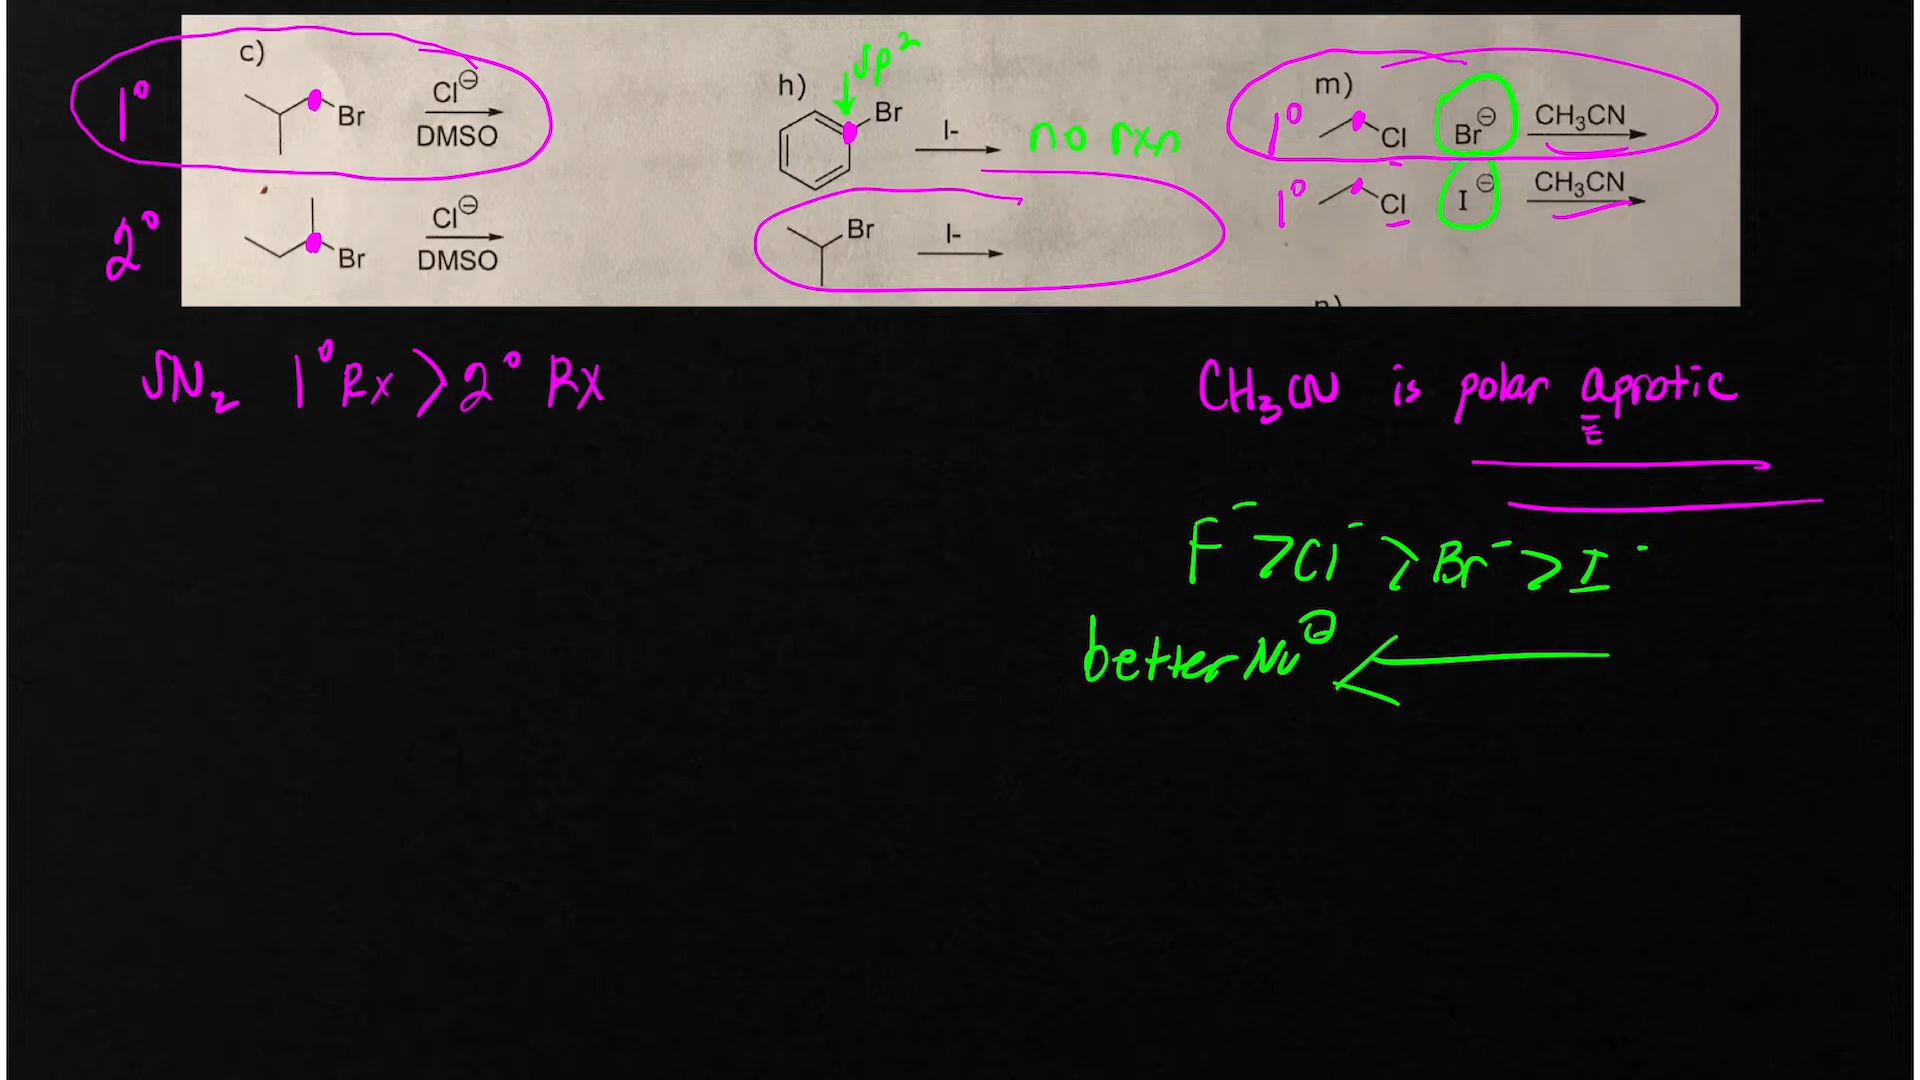 c)
1° Br Cl⊖ DMSO
2° Br Cl⊖ DMSO
h) sp²
Br I- no rxn
Br I-
m)
1° Cl Br⊖ CH₃CN
1° Cl I⊖ CH₃CN
SN₂ 1° Rx > 2° Rx
CH₃CN is polar aprotic
F⁻ > Cl⁻ > Br⁻ > I⁻
better Nu⊖